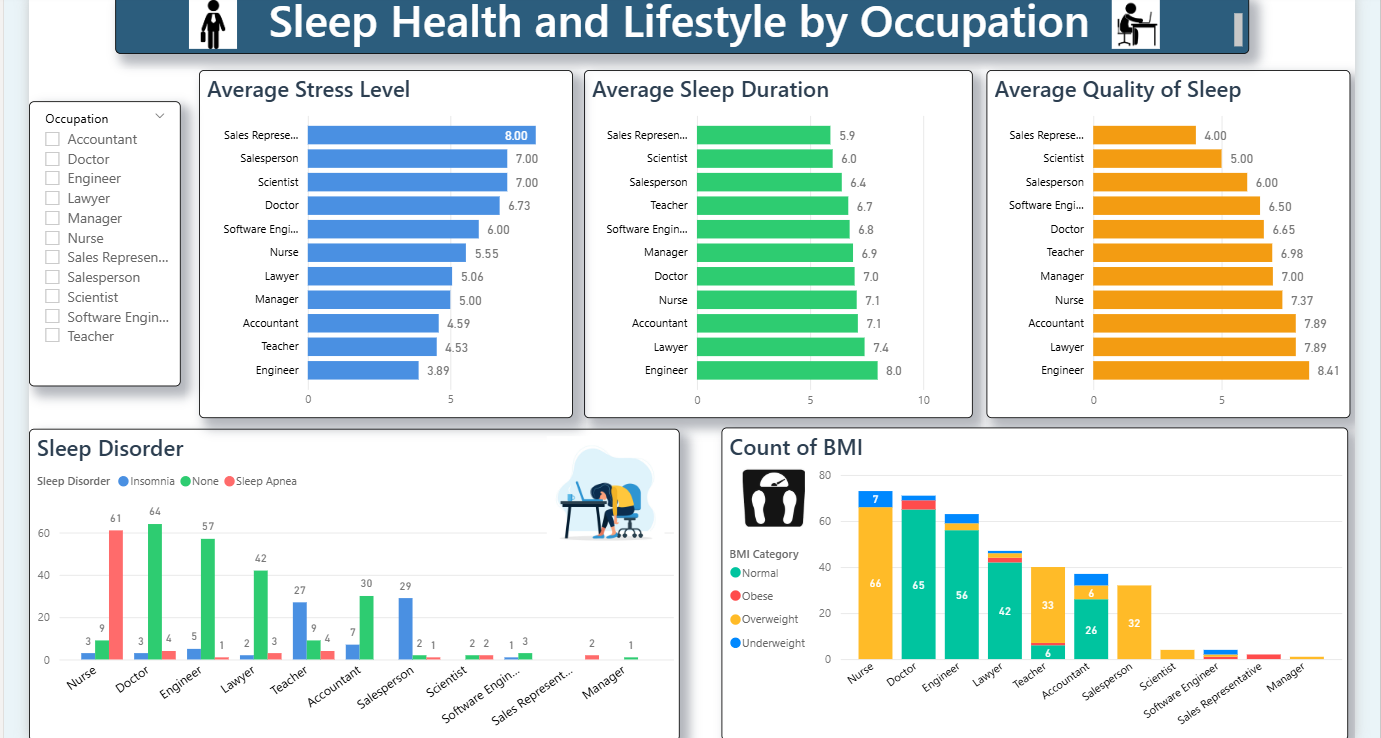 Sleep Health and Lifestyle by Occupation
Occupation
Accountant
Doctor
Engineer
Lawyer
Manager
Nurse
Sales Represen...
Salesperson
Scientist
Software Engin...
Teacher
Average Stress Level
Sales Represe... 8.00
Salesperson 7.00
Scientist 7.00
Doctor 6.73
Software Engi... 6.00
Nurse 5.55
Lawyer 5.06
Manager 5.00
Accountant 4.59
Teacher 4.53
Engineer 3.89
0 5
Average Sleep Duration
Sales Represen... 5.9
Scientist 6.0
Salesperson 6.4
Teacher 6.7
Software Engin... 6.8
Manager 6.9
Doctor 7.0
Nurse 7.1
Accountant 7.1
Lawyer 7.4
Engineer 8.0
0 5 10
Average Quality of Sleep
Sales Represe... 4.00
Scientist 5.00
Salesperson 6.00
Software Engi... 6.50
Doctor 6.65
Teacher 6.98
Manager 7.00
Nurse 7.37
Accountant 7.89
Lawyer 7.89
Engineer 8.41
0 5
Sleep Disorder
Sleep Disorder Insomnia None Sleep Apnea
60
40
20
0
3 9 61
3 64 4
5 57 1
2 42 3
27 9 4
7 30
29 2 1
2 2
1 3
2
1
Nurse
Doctor
Engineer
Lawyer
Teacher
Accountant
Salesperson
Scientist
Software Engin...
Sales Represent...
Manager
Count of BMI
BMI Category
Normal
Obese
Overweight
Underweight
80
60
40
20
0
7
66
65
56
42
33
6
6
26
32
Nurse
Doctor
Engineer
Lawyer
Teacher
Accountant
Salesperson
Scientist
Software Engineer
Sales Representative
Manager